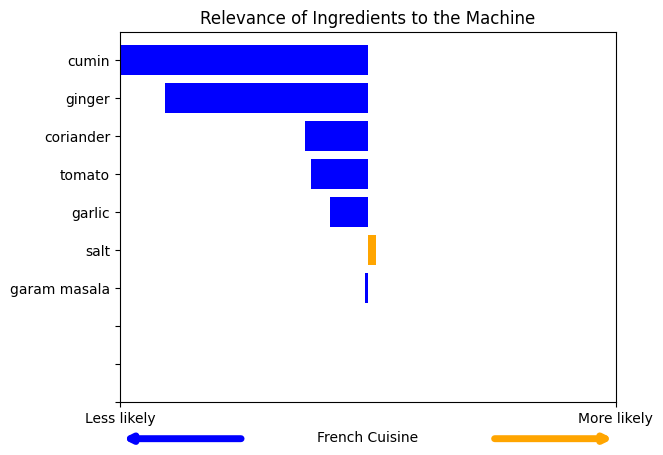 Relevance of Ingredients to the Machine
cumin
ginger
coriander
tomato
garlic
salt
garam masala
Less likely
More likely
French Cuisine